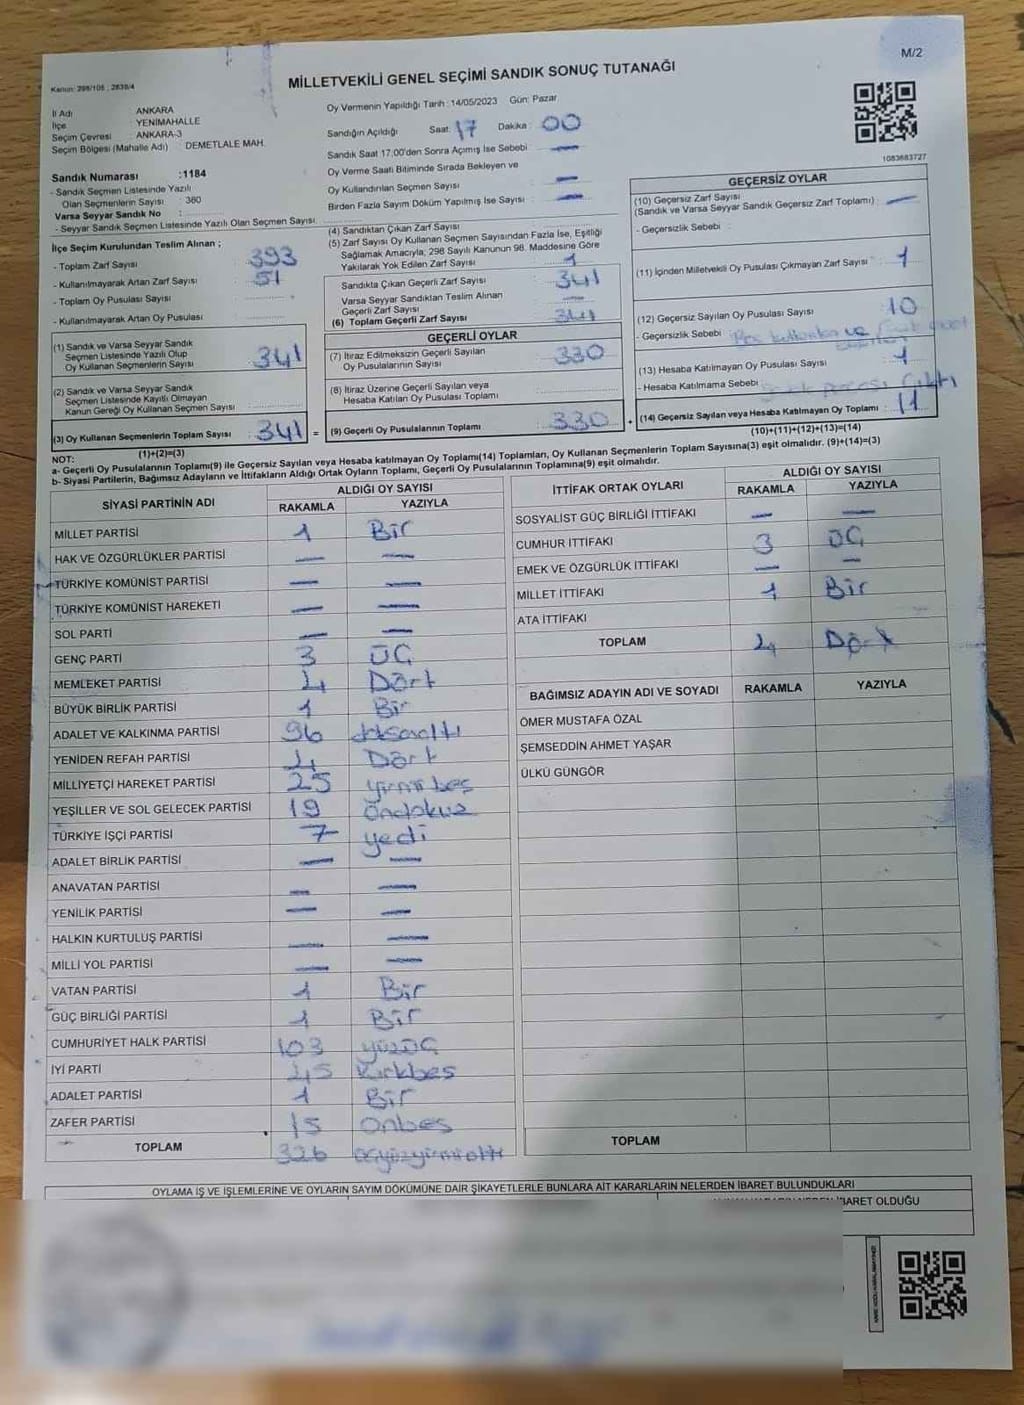 M/2
Kanun: 298/105 ; 2839/4
MİLLETVEKİLİ GENEL SEÇİMİ SANDIK SONUÇ TUTANAĞI
İl Adı : ANKARA
İlçe : YENİMAHALLE
Seçim Çevresi : ANKARA-3
Seçim Bölgesi (Mahalle Adı) : DEMETLALE MAH.
Sandık Numarası :1184
- Sandık Seçmen Listesinde Yazılı
Olan Seçmenlerin Sayısı : 380
Varsa Seyyar Sandık No :
- Seyyar Sandık Seçmen Listesinde Yazılı Olan Seçmen Sayısı:
Oy Vermenin Yapıldığı Tarih : 14/05/2023 Gün: Pazar
Sandığın Açıldığı Saat: 17 Dakika : 00
Sandık Saat 17:00'den Sonra Açımış İse Sebebi —
Oy Verme Saati Bitiminde Sırada Bekleyen ve
Oy Kullandırılan Seçmen Sayısı —
Birden Fazla Sayım Döküm Yapılmış İse Sayısı : —
1083683727
İlçe Seçim Kurulundan Teslim Alınan ;
- Toplam Zarf Sayısı : 393
- Kullanılmayarak Artan Zarf Sayısı : 51
- Toplam Oy Pusulası Sayısı :
- Kullanılmayarak Artan Oy Pusulası :
(1) Sandık ve Varsa Seyyar Sandık
Seçmen Listesinde Yazılı Olup
Oy Kullanan Seçmenlerin Sayısı : 341
(2) Sandık ve Varsa Seyyar Sandık
Seçmen Listesinde Kayıtlı Olmayan
Kanun Gereği Oy Kullanan Seçmen Sayısı :
(3) Oy Kullanan Seçmenlerin Toplam Sayısı : 341 =
(1)+(2)=(3)
(4) Sandıktan Çıkan Zarf Sayısı
(5) Zarf Sayısı Oy Kullanan Seçmen Sayısından Fazla İse, Eşitliği
Sağlamak Amacıyla; 298 Sayılı Kanunun 98. Maddesine Göre
Yakılarak Yok Edilen Zarf Sayısı : 1
Sandıkta Çıkan Geçerli Zarf Sayısı : 341
Varsa Seyyar Sandıktan Teslim Alınan
Geçerli Zarf Sayısı : —
(6) Toplam Geçerli Zarf Sayısı : 341
GEÇERLİ OYLAR
(7) İtiraz Edilmeksizin Geçerli Sayılan
Oy Pusulalarının Sayısı : 330
(8) İtiraz Üzerine Geçerli Sayılan veya
Hesaba Katılan Oy Pusulası Toplamı :
(9) Geçerli Oy Pusulalarının Toplamı : 330 +
GEÇERSİZ OYLAR
(10) Geçersiz Zarf Sayısı
(Sandık ve Varsa Seyyar Sandık Geçersiz Zarf Toplamı) : —
- Geçersizlik Sebebi :
(11) İçinden Milletvekili Oy Pusulası Çıkmayan Zarf Sayısı : 1
(12) Geçersiz Sayılan Oy Pusulası Sayısı : 10
- Geçersizlik Sebebi : Boş kullanılan ve
(13) Hesaba Katılmayan Oy Pusulası Sayısı : 1
- Hesaba Katılmama Sebebi : çıktı
(14) Geçersiz Sayılan veya Hesaba Katılmayan Oy Toplamı : 11
(10)+(11)+(12)+(13)=(14)
NOT:
a- Geçerli Oy Pusulalarının Toplamı(9) ile Geçersiz Sayılan veya Hesaba katılmayan Oy Toplamı(14) Toplamları, Oy Kullanan Seçmenlerin Toplam Sayısına(3) eşit olmalıdır. (9)+(14)=(3)
b- Siyasi Partilerin, Bağımsız Adayların ve İttifakların Aldığı Ortak Oyların Toplamı, Geçerli Oy Pusulalarının Toplamına(9) eşit olmalıdır.
SİYASİ PARTİNİN ADI ALDIĞI OY SAYISI
RAKAMLA YAZIYLA
MİLLET PARTİSİ 1 Bir
HAK VE ÖZGÜRLÜKLER PARTİSİ — —
TÜRKİYE KOMÜNİST PARTİSİ — —
TÜRKİYE KOMÜNİST HAREKETİ — —
SOL PARTİ — —
GENÇ PARTİ 3 ÜÇ
MEMLEKET PARTİSİ 4 Dört
BÜYÜK BİRLİK PARTİSİ 1 Bir
ADALET VE KALKINMA PARTİSİ 96 doksanaltı
YENİDEN REFAH PARTİSİ 4 Dört
MİLLİYETÇİ HAREKET PARTİSİ 25 yirmi beş
YEŞİLLER VE SOL GELECEK PARTİSİ 19 Ondokuz
TÜRKİYE İŞÇİ PARTİSİ 7 yedi
ADALET BİRLİK PARTİSİ — —
ANAVATAN PARTİSİ — —
YENİLİK PARTİSİ — —
HALKIN KURTULUŞ PARTİSİ — —
MİLLİ YOL PARTİSİ — —
VATAN PARTİSİ 1 Bir
GÜÇ BİRLİĞİ PARTİSİ 1 Bir
CUMHURİYET HALK PARTİSİ 103 yüzüç
İYİ PARTİ 45 Kırkbeş
ADALET PARTİSİ 1 Bir
ZAFER PARTİSİ 15 Onbeş
TOPLAM 326 üçyüzyirmialtı
İTTİFAK ORTAK OYLARI ALDIĞI OY SAYISI
RAKAMLA YAZIYLA
SOSYALİST GÜÇ BİRLİĞİ İTTİFAKI — —
CUMHUR İTTİFAKI 3 ÜÇ
EMEK VE ÖZGÜRLÜK İTTİFAKI — —
MİLLET İTTİFAKI 1 Bir
ATA İTTİFAKI
TOPLAM 4 Dört
BAĞIMSIZ ADAYIN ADI VE SOYADI RAKAMLA YAZIYLA
ÖMER MUSTAFA ÖZAL
ŞEMSEDDİN AHMET YAŞAR
ÜLKÜ GÜNGÖR
TOPLAM
OYLAMA İŞ VE İŞLEMLERİNE VE OYLARIN SAYIM DÖKÜMÜNE DAİR ŞİKAYETLERLE BUNLARA AİT KARARLARIN NELERDEN İBARET BULUNDUKLARI
İBARET OLDUĞU